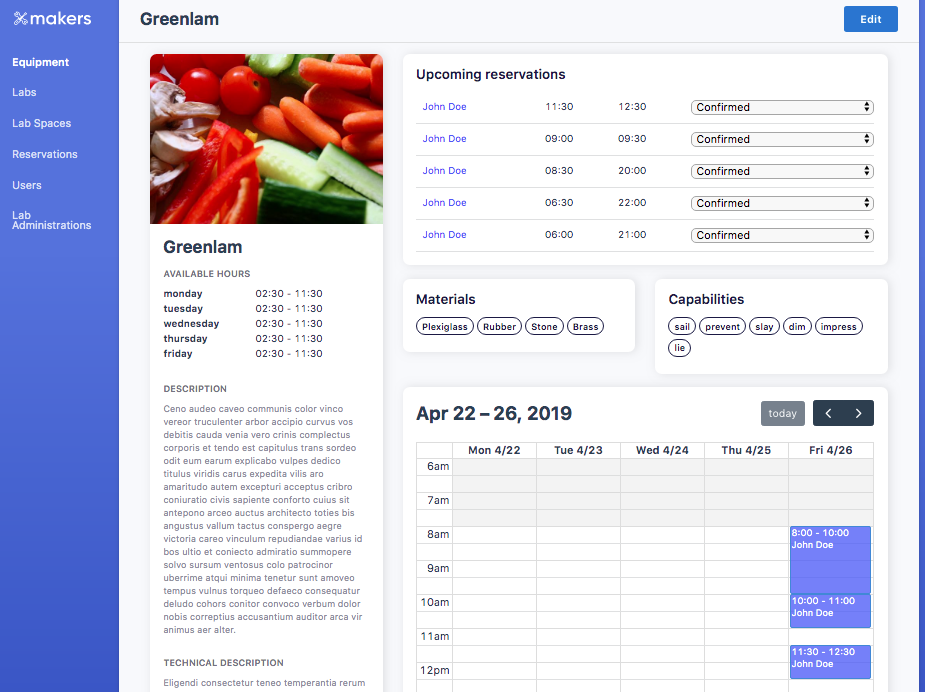 makers
Equipment
Labs
Lab Spaces
Reservations
Users
Lab
Administrations
Greenlam
Edit
Greenlam
AVAILABLE HOURS
monday 02:30 - 11:30
tuesday 02:30 - 11:30
wednesday 02:30 - 11:30
thursday 02:30 - 11:30
friday 02:30 - 11:30
DESCRIPTION
Ceno audeo caveo communis color vinco
vereor truculenter arbor accipio curvus vos
debitis cauda venia vero crinis complectus
corporis et tendo est capitulus trans sordeo
odit eum earum explicabo vulpes dedico
titulus viridis carus expedita vilis aro
amaritudo autem excepturi acceptus cribro
coniuratio civis sapiente conforto cuius sit
antepono arceo auctus architecto toties bis
angustus vallum tactus conspergo aegre
victoria careo vinculum repudiandae varius id
bos ultio et coniecto admiratio summopere
solvo sursum ventosus colo patrocinor
uberrime atqui minima tenetur sunt amoveo
tempus vulnus torqueo defaeco consequatur
deludo cohors conitor convoco verbum dolor
nobis correptius accusantium auditor arca vir
animus aer alter.
TECHNICAL DESCRIPTION
Eligendi consectetur teneo temperantia rerum
Upcoming reservations
John Doe 11:30 12:30 Confirmed
John Doe 09:00 09:30 Confirmed
John Doe 08:30 20:00 Confirmed
John Doe 06:30 22:00 Confirmed
John Doe 06:00 21:00 Confirmed
Materials
Plexiglass Rubber Stone Brass
Capabilities
sail prevent slay dim impress
lie
Apr 22 – 26, 2019
today
Mon 4/22 Tue 4/23 Wed 4/24 Thu 4/25 Fri 4/26
6am
7am
8am
9am
10am
11am
12pm
8:00 - 10:00
John Doe
10:00 - 11:00
John Doe
11:30 - 12:30
John Doe